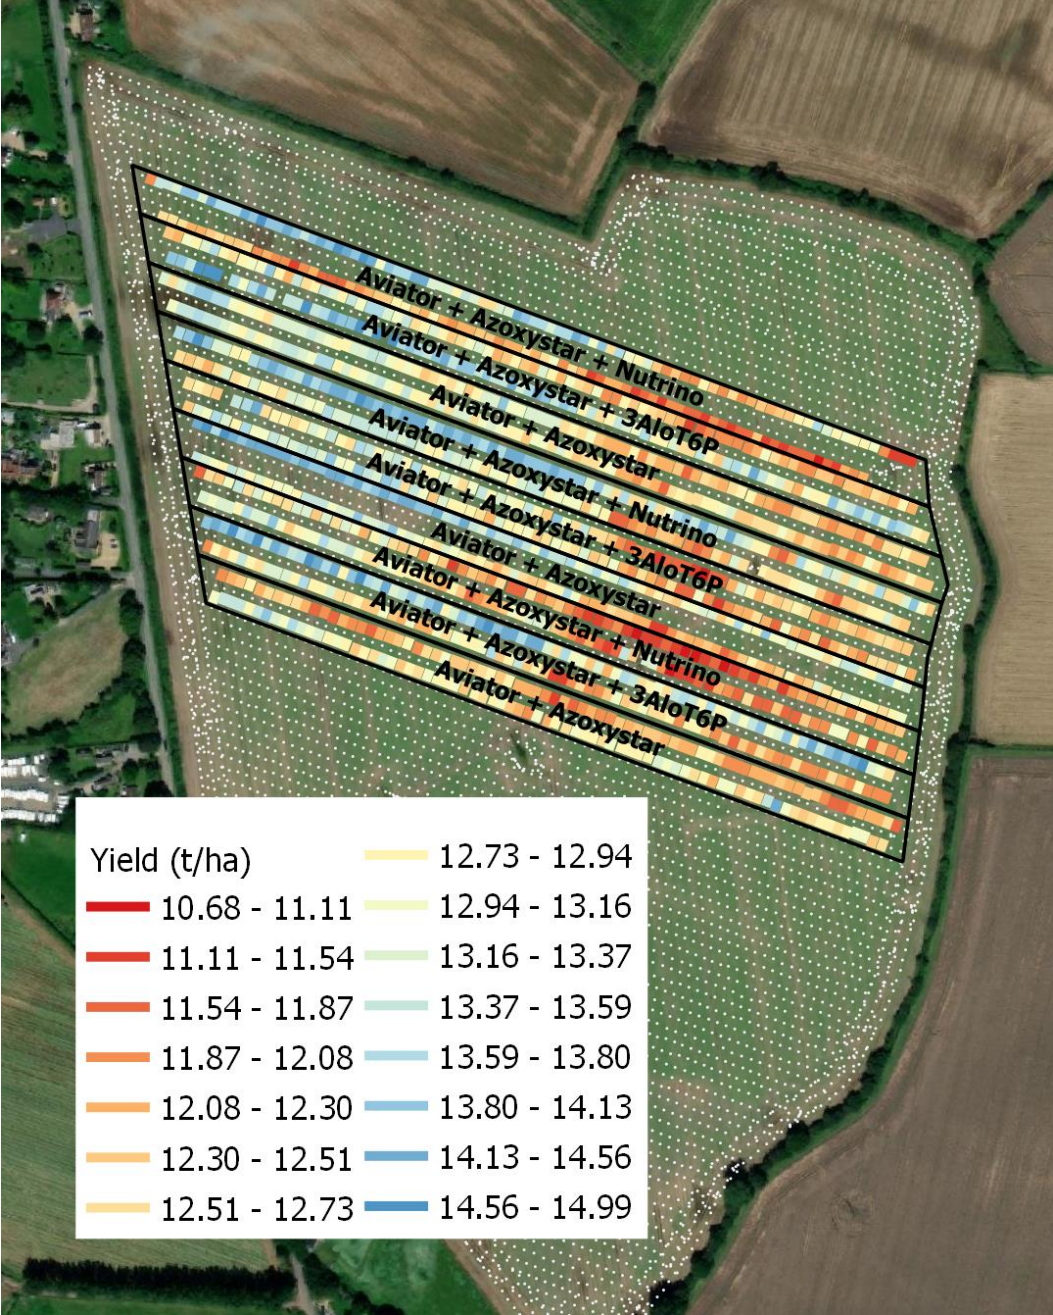 Aviator + Azoxystar + Nutrino
Aviator + Azoxystar + 3AloT6P
Aviator + Azoxystar
Aviator + Azoxystar + Nutrino
Aviator + Azoxystar + 3AloT6P
Aviator + Azoxystar
Aviator + Azoxystar + Nutrino
Aviator + Azoxystar + 3AloT6P
Aviator + Azoxystar
Yield (t/ha)
10.68 - 11.11
11.11 - 11.54
11.54 - 11.87
11.87 - 12.08
12.08 - 12.30
12.30 - 12.51
12.51 - 12.73
12.73 - 12.94
12.94 - 13.16
13.16 - 13.37
13.37 - 13.59
13.59 - 13.80
13.80 - 14.13
14.13 - 14.56
14.56 - 14.99